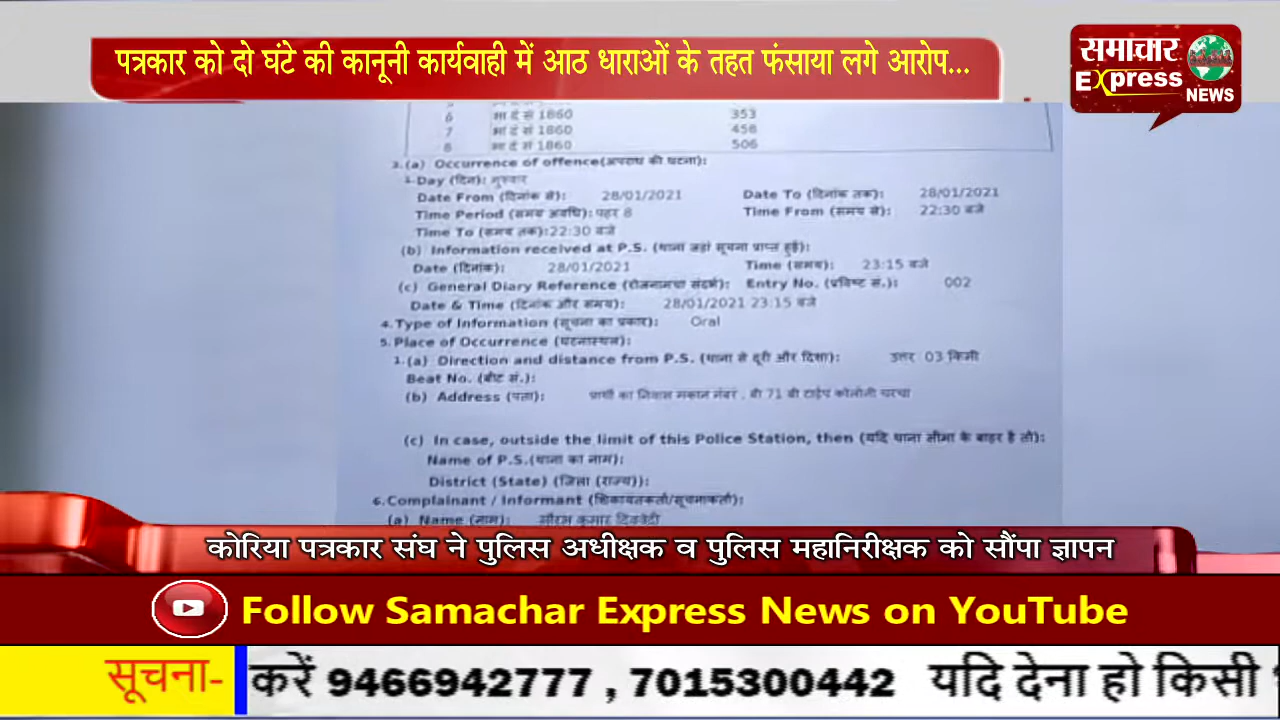 पत्रकार को दो घंटे की कानूनी कार्यवाही में आठ धाराओं के तहत फंसाया लगे आरोप...
समाचार
Express
NEWS
6 भा दं सं 1860 353
7 भा दं सं 1860 456
8 भा दं सं 1860 506
3.(a) Occurrence of offence(अपराध की घटना):
1.Day (दिन): गुरुवार
Date From (दिनांक से): 28/01/2021 Date To (दिनांक तक): 28/01/2021
Time Period (समय अवधि): पहर 8 Time From (समय से): 22:30 बजे
Time To (समय तक):22:30 बजे
(b) Information received at P.S. (थाना जहां सूचना प्राप्त हुई):
Date (दिनांक): 28/01/2021 Time (समय): 23:15 बजे
(c) General Diary Reference (रोजनामचा संदर्भ): Entry No. (प्रविष्टि सं.): 002
Date & Time (दिनांक और समय): 28/01/2021 23:15 बजे
4.Type of Information (सूचना का प्रकार): Oral
5.Place of Occurrence (घटनास्थल):
1.(a) Direction and distance from P.S. (थाना से दूरी और दिशा): उत्तर 03 किमी
Beat No. (बीट सं.):
(b) Address (पता): प्रार्थी का निवास मकान नंबर , बी 71 बी टाईप कोलोनी चरचा
(c) In case, outside the limit of this Police Station, then (यदि थाना सीमा के बाहर है तो):
Name of P.S.(थाना का नाम):
District (State) (जिला (राज्य)):
6.Complainant / Informant (शिकायतकर्ता/सूचनाकर्ता):
(a) Name (नाम): सौरभ कुमार द्विवेदी
कोरिया पत्रकार संघ ने पुलिस अधीक्षक व पुलिस महानिरीक्षक को सौंपा ज्ञापन
Follow Samachar Express News on YouTube
सूचना- करें 9466942777 , 7015300442 यदि देना हो किसी